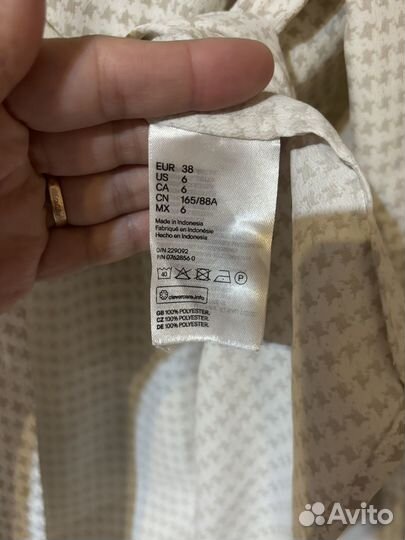 EUR 38
US 6
CA 6
CN 165/88A
MX 6
Made in Indonesia
Fabriqué en Indonésie
Hecho en Indonesia
O/N 229092
P/N 0762856 0
40 P
clevercare.info
GB 100% POLYESTER.
CZ 100% POLYESTER.
DE 100% POLYESTER.
Avito